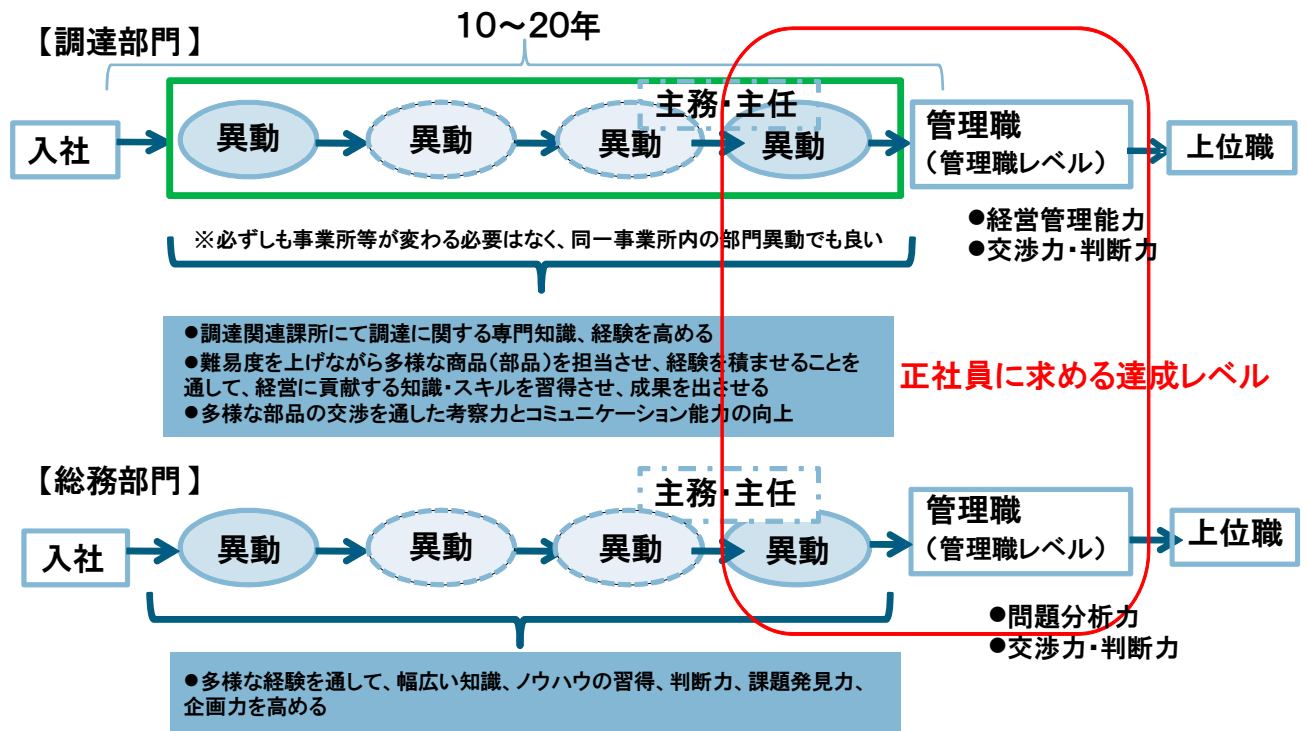 【調達部門】
10～20年
入社
異動
異動
異動
主務・主任
異動
管理職
（管理職レベル）
上位職
●経営管理能力
●交渉力・判断力
※必ずしも事業所等が変わる必要はなく、同一事業所内の部門異動でも良い
●調達関連課所にて調達に関する専門知識、経験を高める
●難易度を上げながら多様な商品（部品）を担当させ、経験を積ませることを
通して、経営に貢献する知識・スキルを習得させ、成果を出させる
●多様な部品の交渉を通した考察力とコミュニケーション能力の向上
正社員に求める達成レベル
【総務部門】
入社
異動
異動
異動
主務・主任
異動
管理職
（管理職レベル）
上位職
●問題分析力
●交渉力・判断力
●多様な経験を通して、幅広い知識、ノウハウの習得、判断力、課題発見力、
企画力を高める